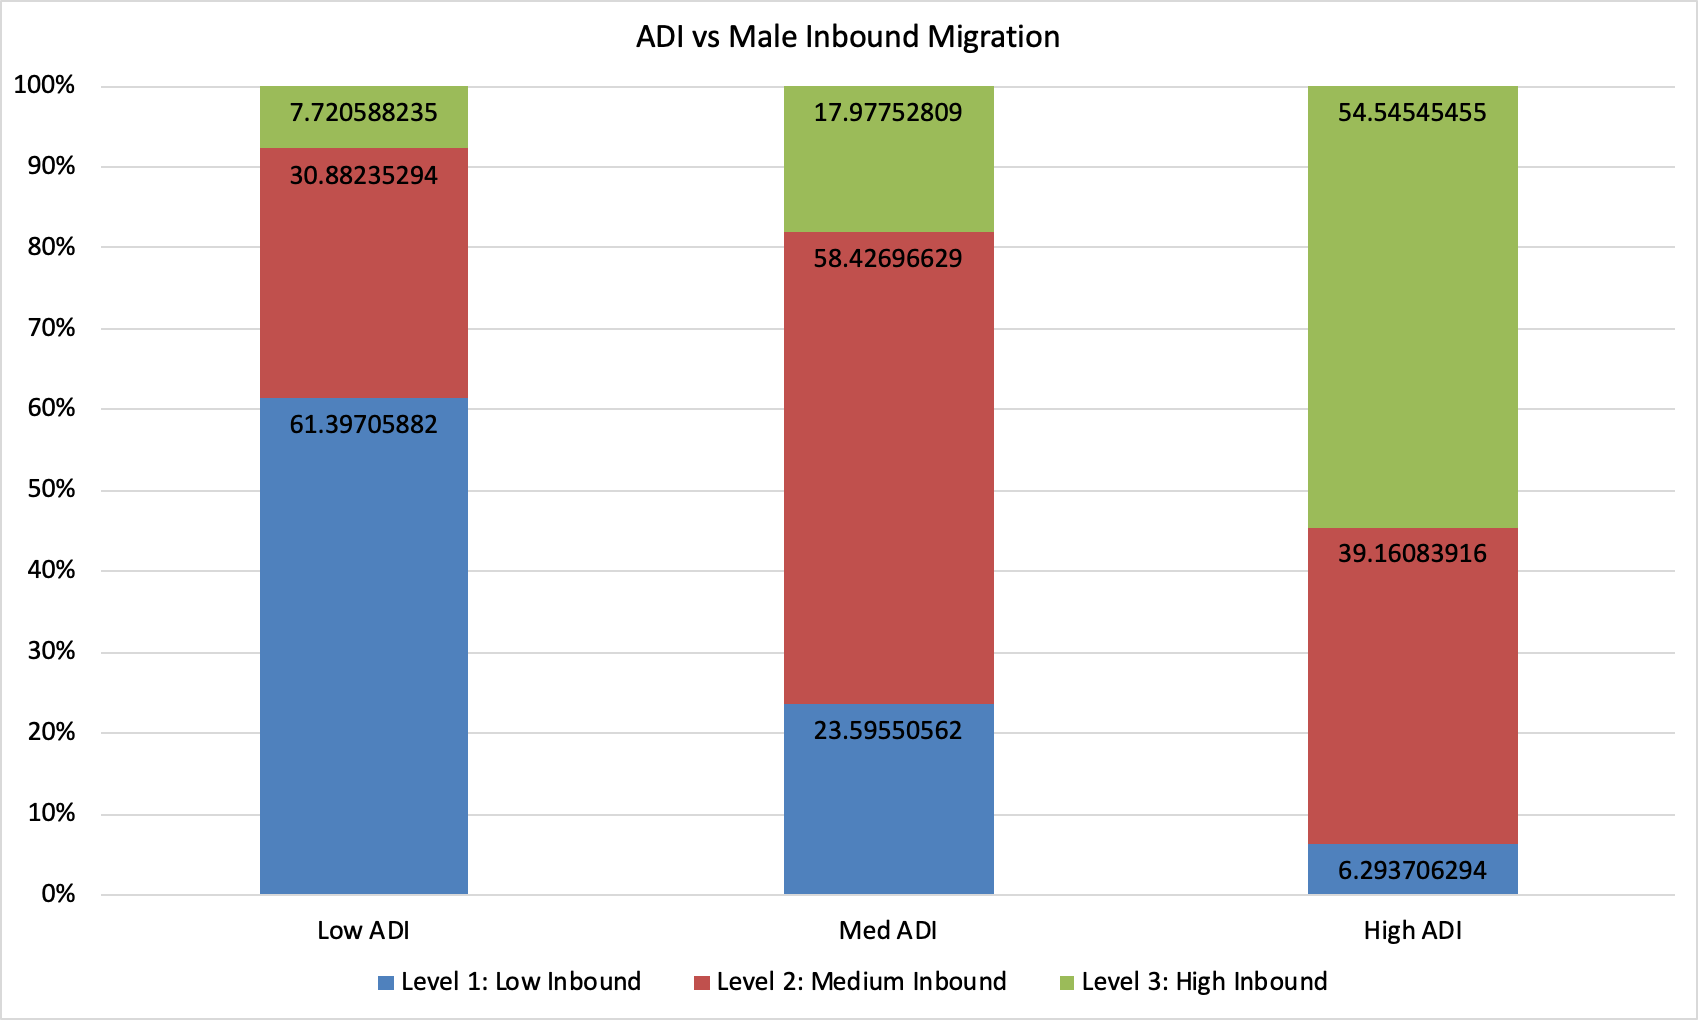 ADI vs Male Inbound Migration
100%
90%
80%
70%
60%
50%
40%
30%
20%
10%
0%
7.720588235
30.88235294
61.39705882
17.97752809
58.42696629
23.59550562
54.54545455
39.16083916
6.293706294
Low ADI
Med ADI
High ADI
Level 1: Low Inbound
Level 2: Medium Inbound
Level 3: High Inbound